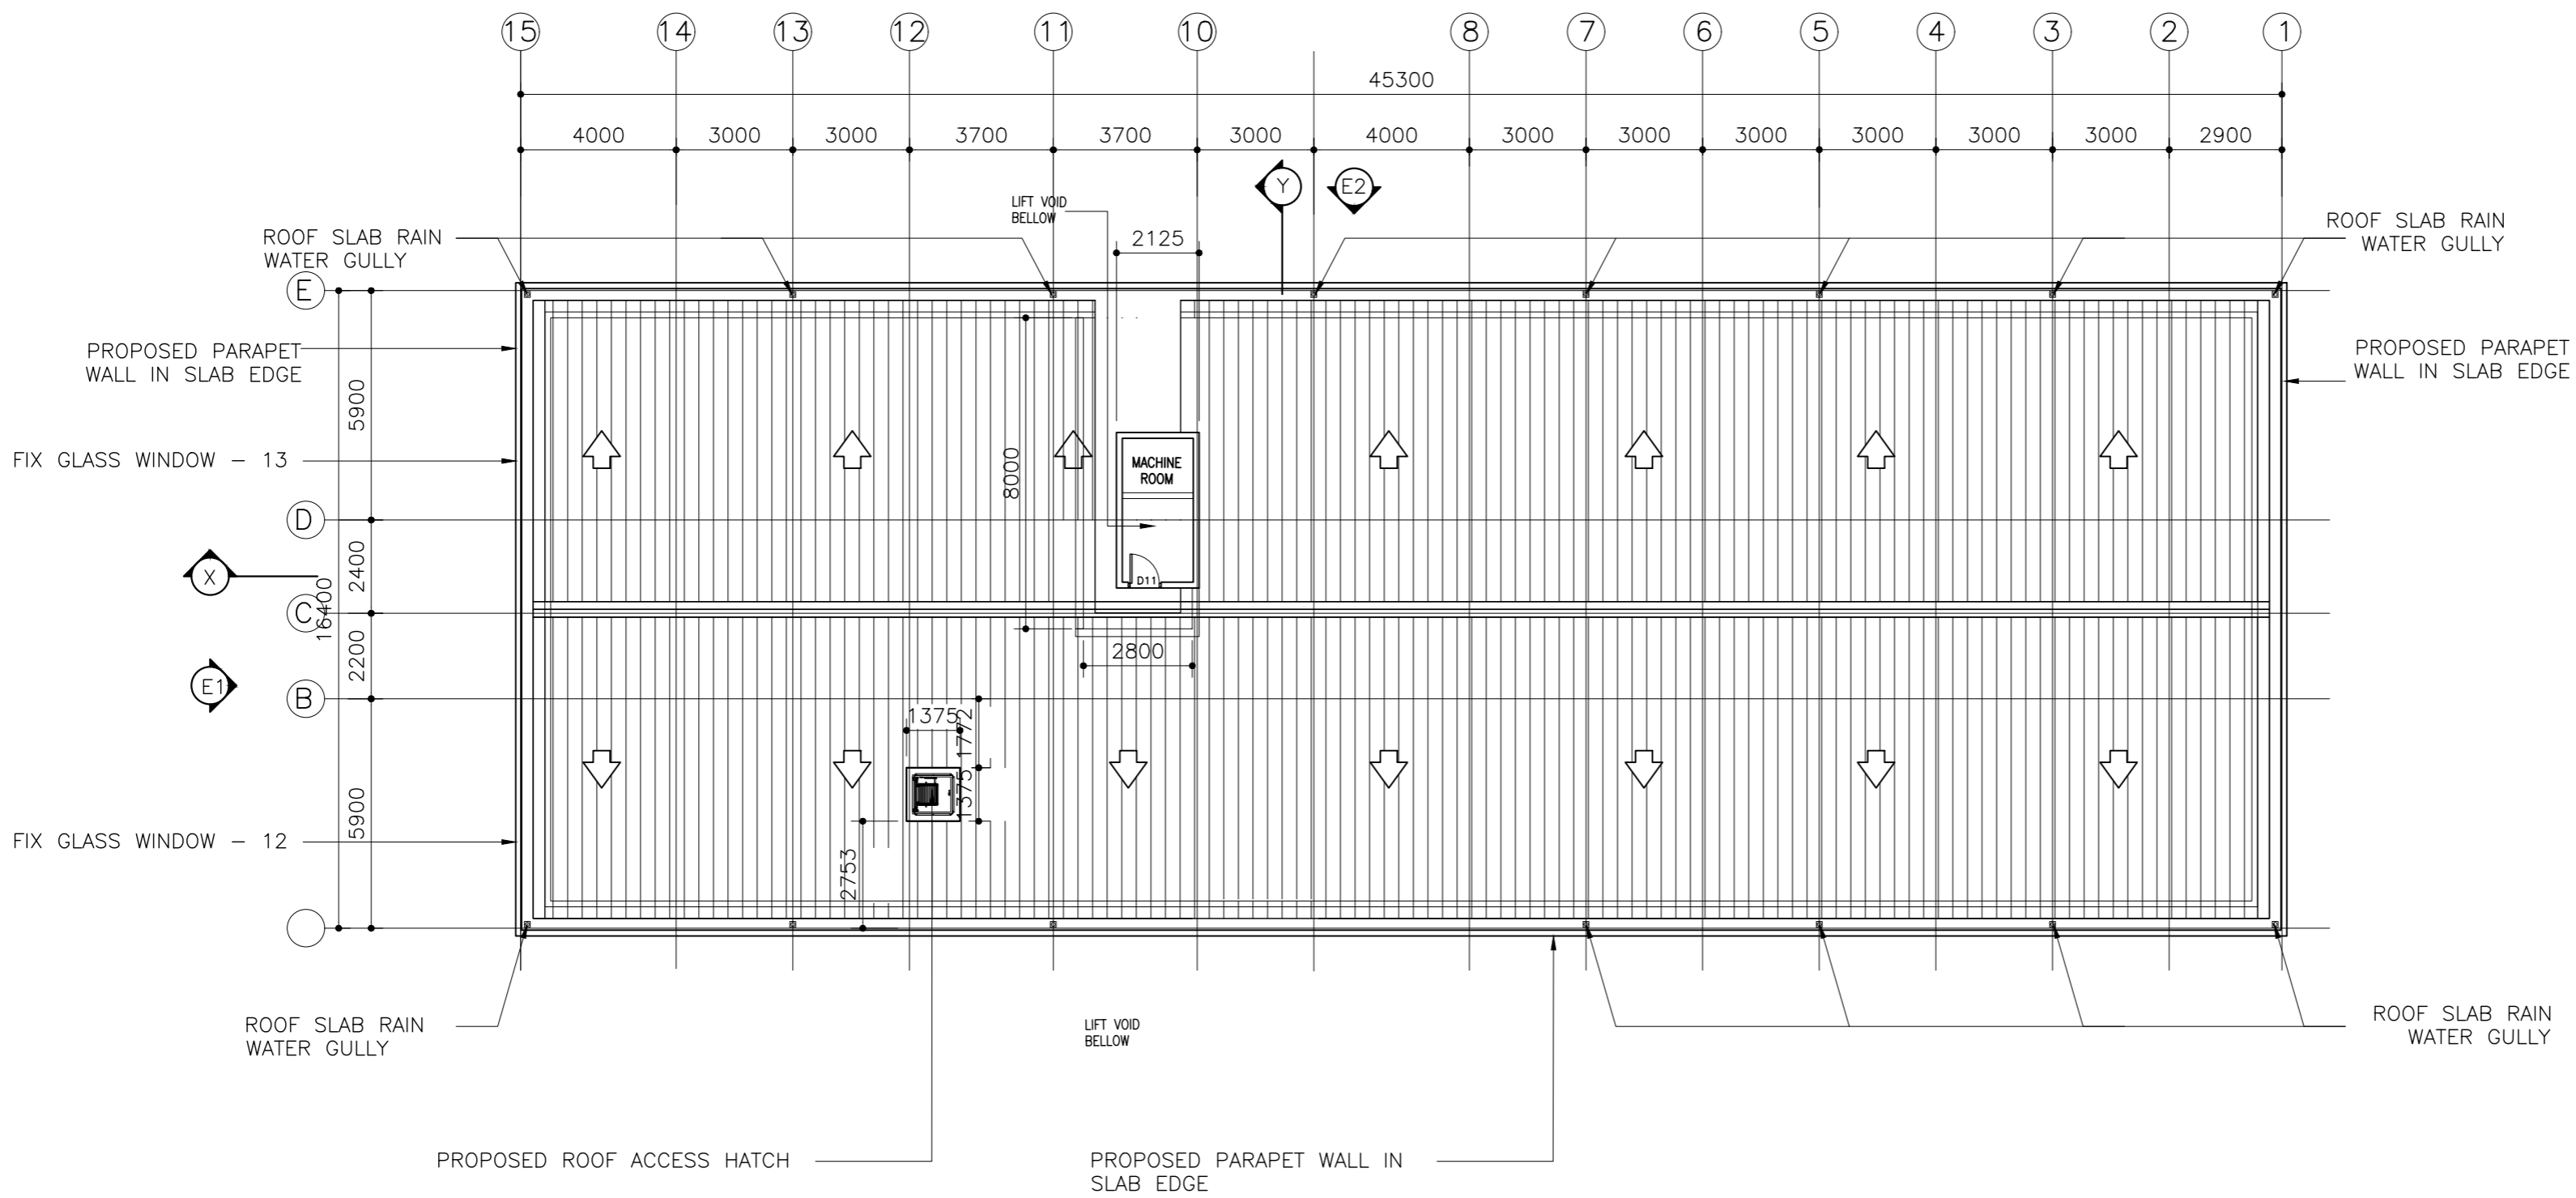 15 14 13 12 11 10 8 7 6 5 4 3 2 1
45300
4000 3000 3000 3700 3700 3000 4000 3000 3000 3000 3000 3000 3000 2900
Y E2
LIFT VOID
BELLOW
2125
ROOF SLAB RAIN
WATER GULLY
ROOF SLAB RAIN
WATER GULLY
E
PROPOSED PARAPET
WALL IN SLAB EDGE
PROPOSED PARAPET
WALL IN SLAB EDGE
5900
FIX GLASS WINDOW - 13
8000
MACHINE
ROOM
D
2400
X
D11
16400
C
2200
2800
E1
B
1375
1772
1375
5900
FIX GLASS WINDOW - 12
2753
ROOF SLAB RAIN
WATER GULLY
LIFT VOID
BELLOW
ROOF SLAB RAIN
WATER GULLY
PROPOSED ROOF ACCESS HATCH
PROPOSED PARAPET WALL IN
SLAB EDGE